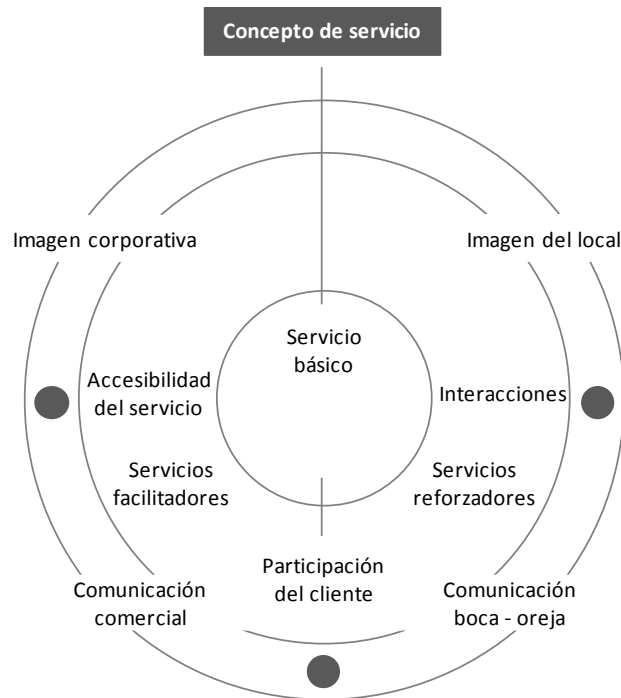 Concepto de servicio
Imagen corporativa
Imagen del local
Servicio
básico
Accesibilidad
del servicio
Interacciones
Servicios
facilitadores
Servicios
reforzadores
Participación
del cliente
Comunicación
comercial
Comunicación
boca - oreja